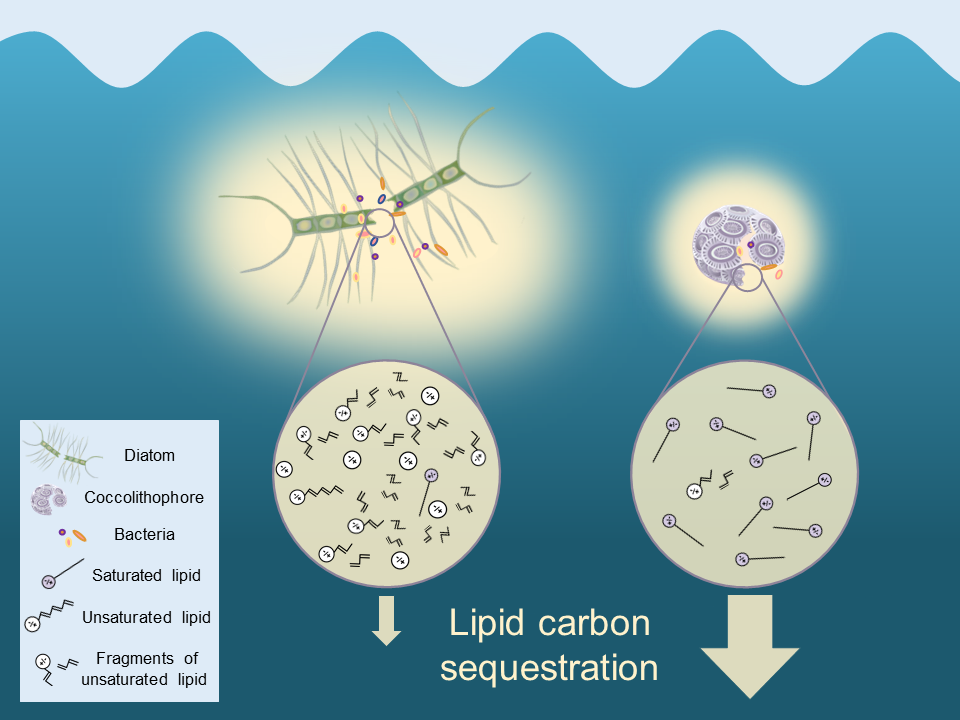 Diatom
Coccolithophore
Bacteria
Saturated lipid
Unsaturated lipid
Fragments of
unsaturated lipid
Lipid carbon
sequestration